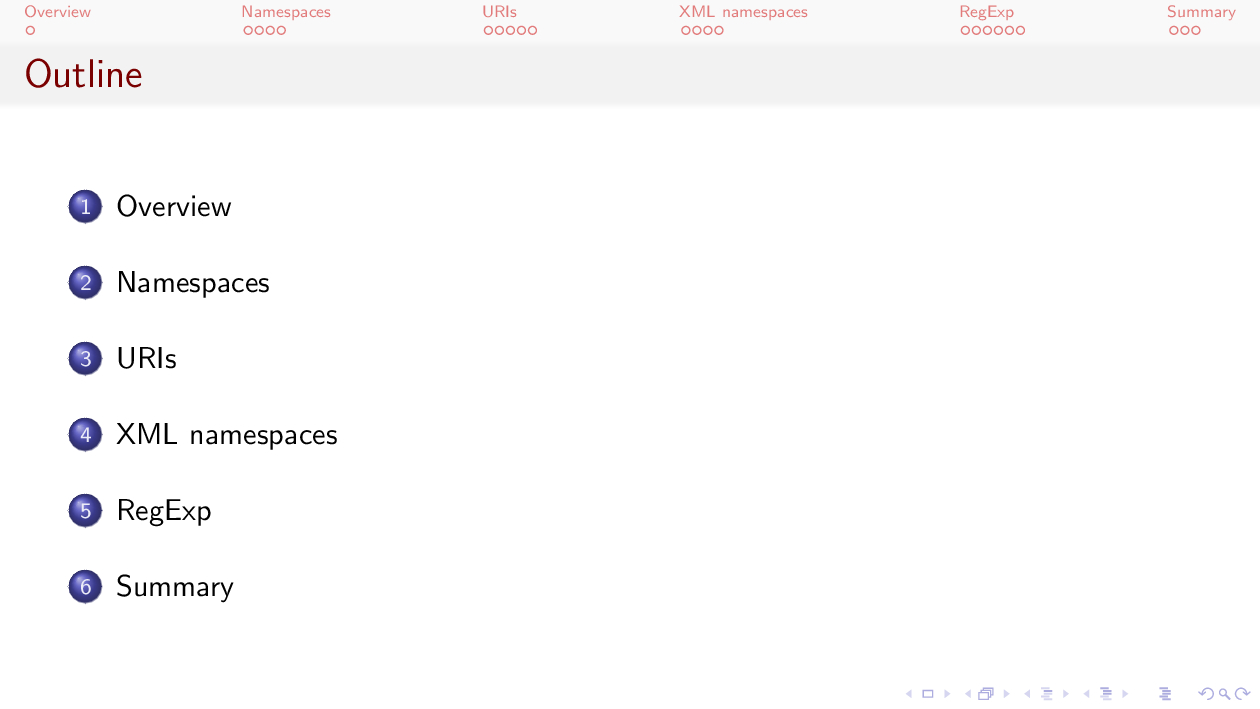 Overview Namespaces URIs XML namespaces RegExp Summary
Outline
1 Overview
2 Namespaces
3 URIs
4 XML namespaces
5 RegExp
6 Summary